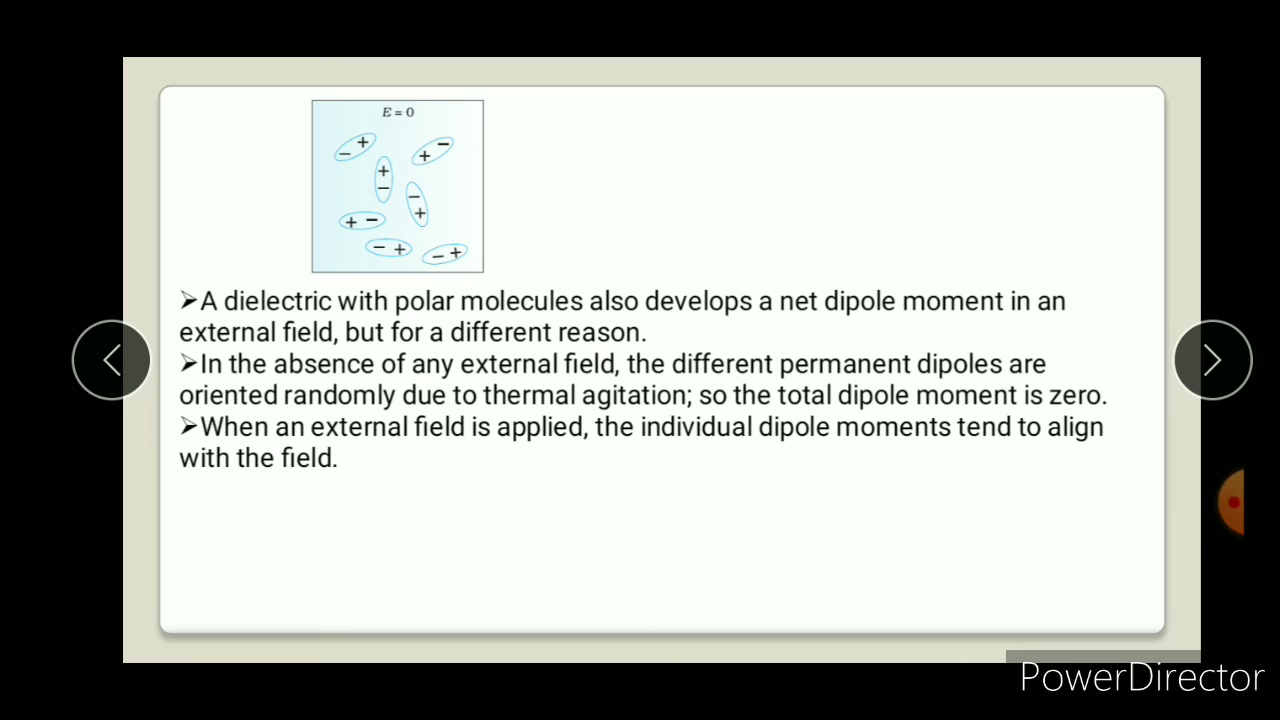 E = 0
− +
+ −
+
−
−
+
+ −
− +
− +
➢A dielectric with polar molecules also develops a net dipole moment in an
external field, but for a different reason.
➢In the absence of any external field, the different permanent dipoles are
oriented randomly due to thermal agitation; so the total dipole moment is zero.
➢When an external field is applied, the individual dipole moments tend to align
with the field.
PowerDirector